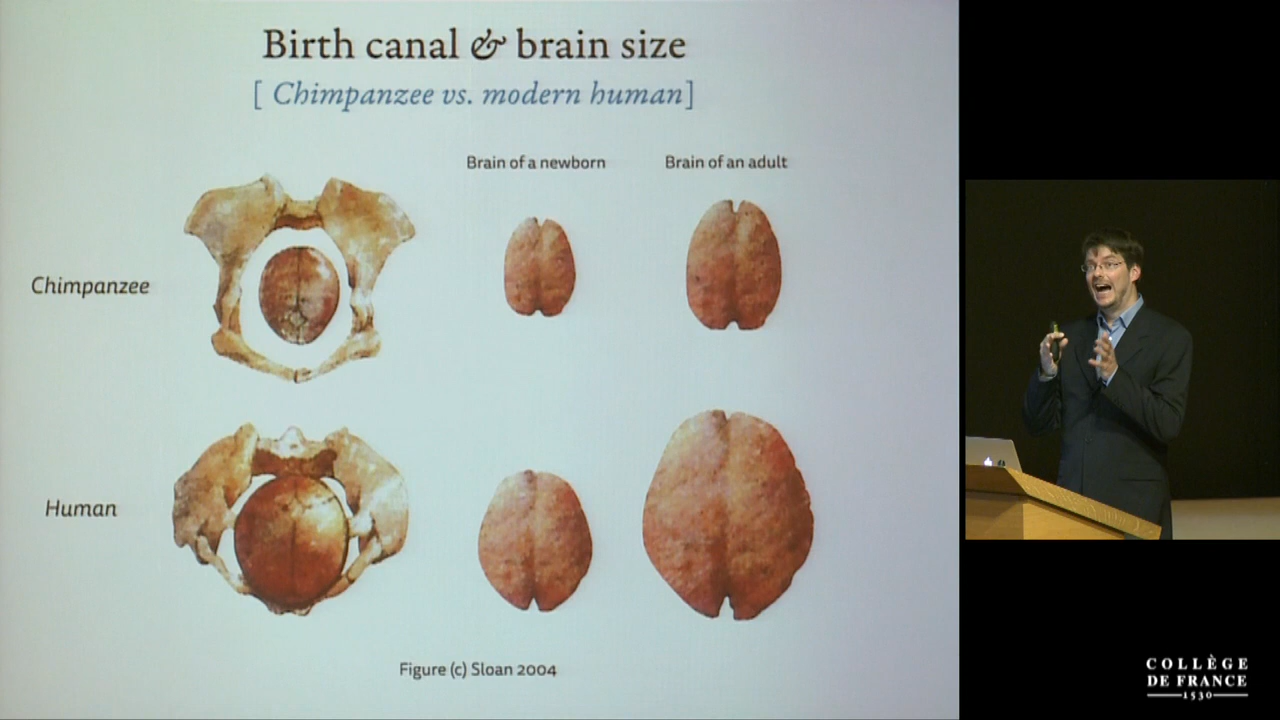 Birth canal & brain size
[ Chimpanzee vs. modern human]
Brain of a newborn
Brain of an adult
Chimpanzee
Human
Figure (c) Sloan 2004
COLLÈGE
DE FRANCE
1530